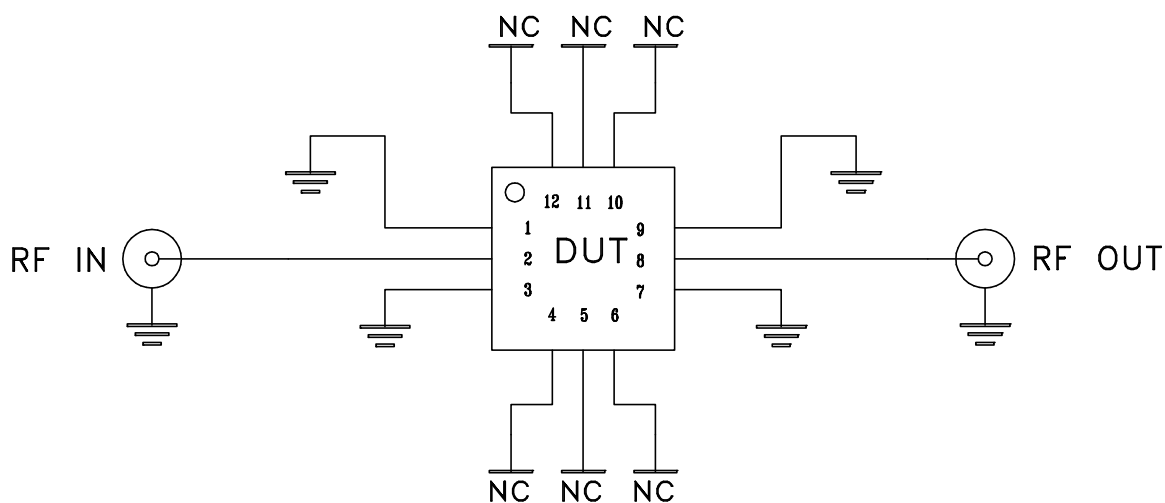 NC NC NC
12 11 10
1 9
DUT
RF IN 2 8 RF OUT
3 7
4 5 6
NC NC NC